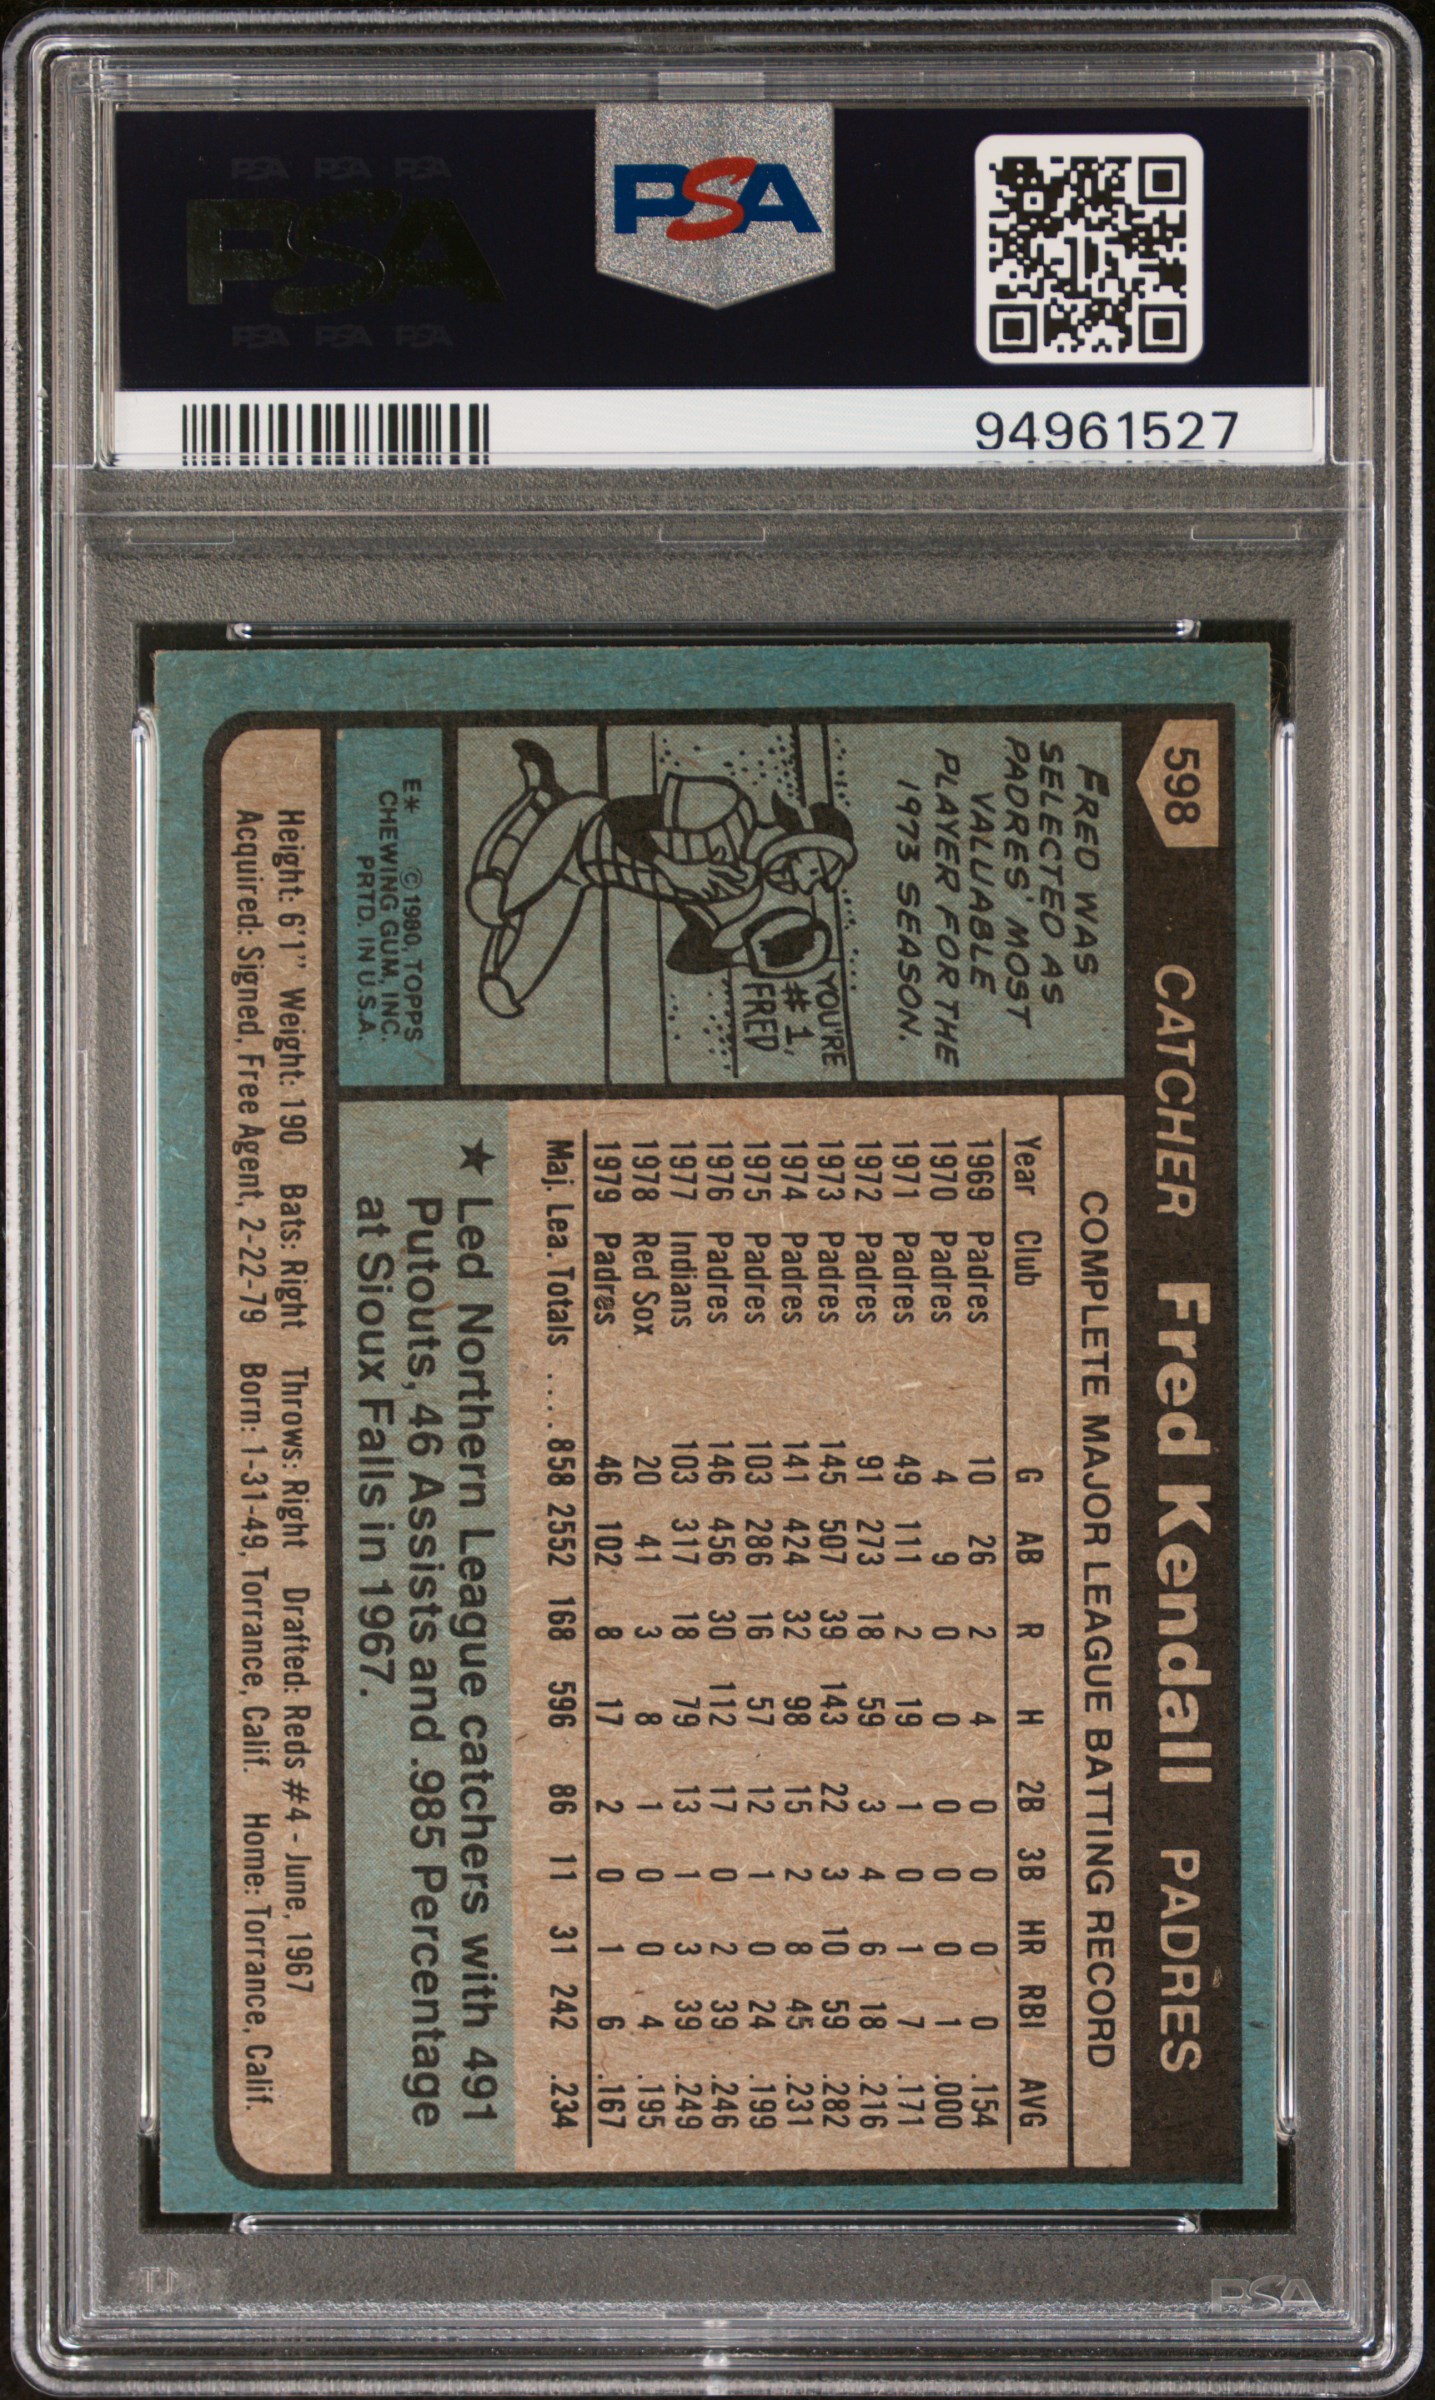 PSA PSA PSA
PSA
PSA PSA PSA
PSA
94961527
598 CATCHER Fred Kendall PADRES
FRED WAS
SELECTED AS
PADRES' MOST
VALUABLE
PLAYER FOR THE
1973 SEASON.
YOU'RE
#1,
FRED
E* ©1980, TOPPS
CHEWING GUM, INC.
PRTD. IN U.S.A.
COMPLETE MAJOR LEAGUE BATTING RECORD
Year Club G AB R H 2B 3B HR RBI AVG
1969 Padres 10 26 2 4 0 0 0 0 .154
1970 Padres 4 9 0 0 0 0 0 1 .000
1971 Padres 49 111 2 19 1 0 1 7 .171
1972 Padres 91 273 18 59 3 4 6 18 .216
1973 Padres 145 507 39 143 22 3 10 59 .282
1974 Padres 141 424 32 98 15 2 8 45 .231
1975 Padres 103 286 16 57 12 1 0 24 .199
1976 Padres 146 456 30 112 17 0 2 39 .246
1977 Indians 103 317 18 79 13 1 3 39 .249
1978 Red Sox 20 41 3 8 1 0 0 4 .195
1979 Padres 46 102 8 17 2 0 1 6 .167
Maj. Lea. Totals .... 858 2552 168 596 86 11 31 242 .234
★ Led Northern League catchers with 491
Putouts, 46 Assists and .985 Percentage
at Sioux Falls in 1967.
Height: 6'1" Weight: 190 Bats: Right Throws: Right Drafted: Reds #4 - June, 1967
Acquired: Signed, Free Agent, 2-22-79 Born: 1-31-49, Torrance, Calif. Home: Torrance, Calif.
PSA